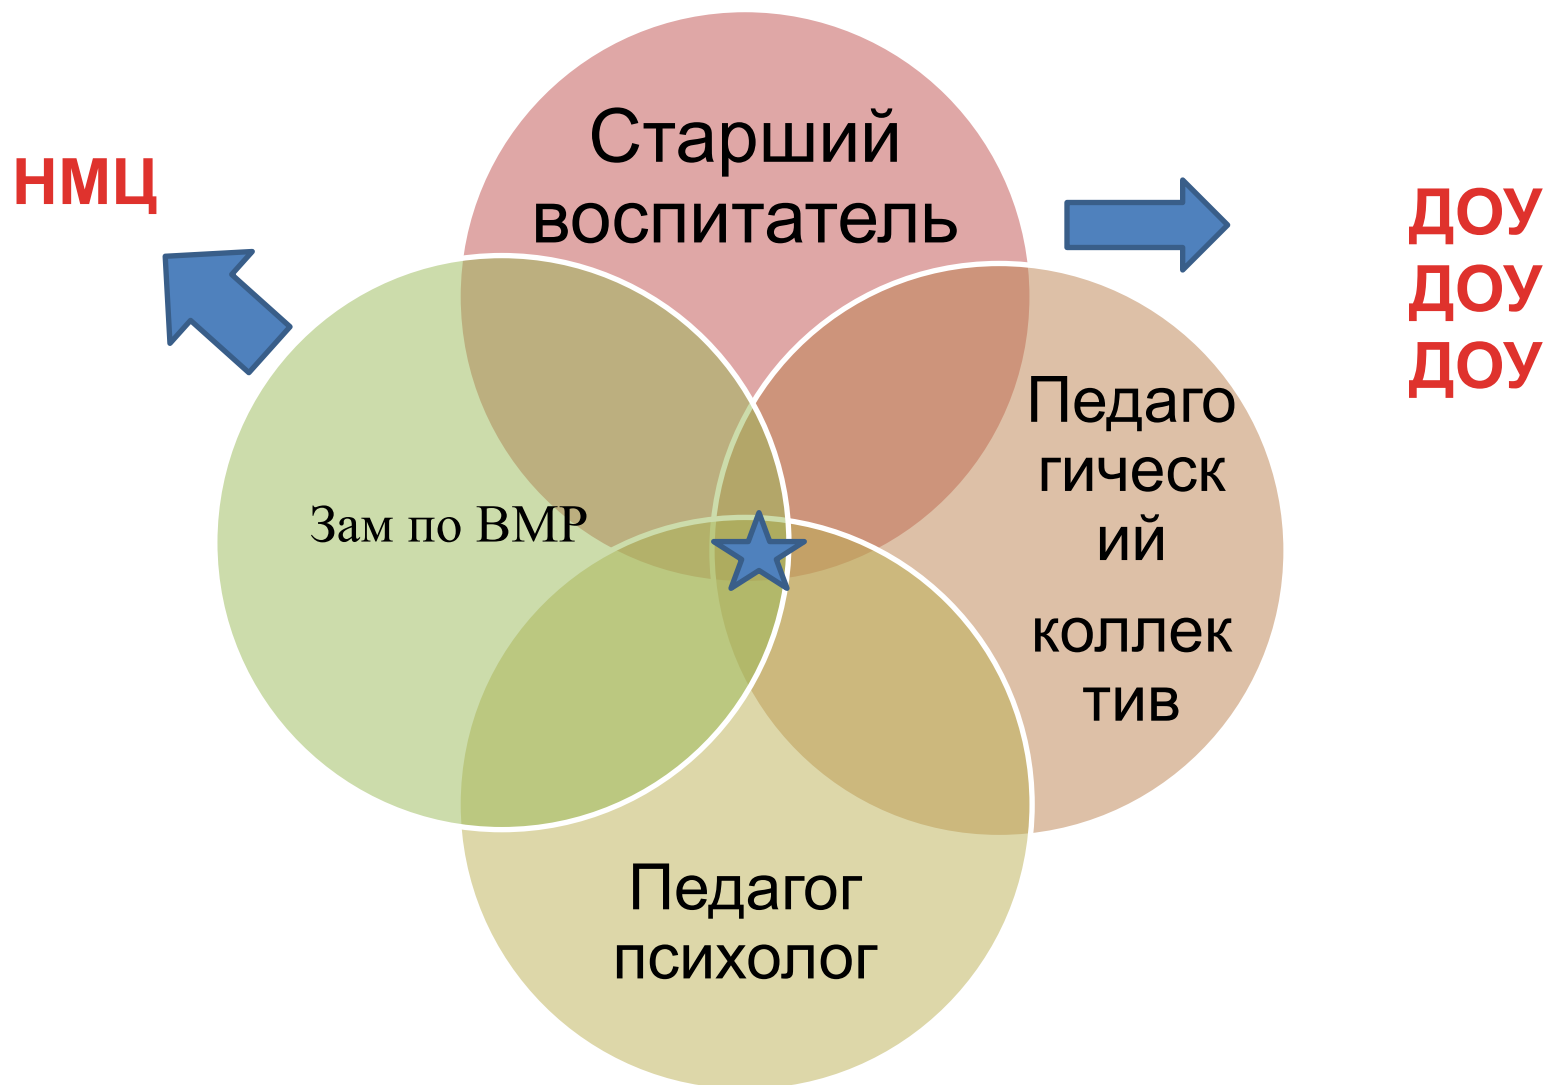 Старший
воспитатель
НМЦ
ДОУ
ДОУ
ДОУ
Педаго
гическ
ий
коллек
тив
Зам по ВМР
Педагог
психолог